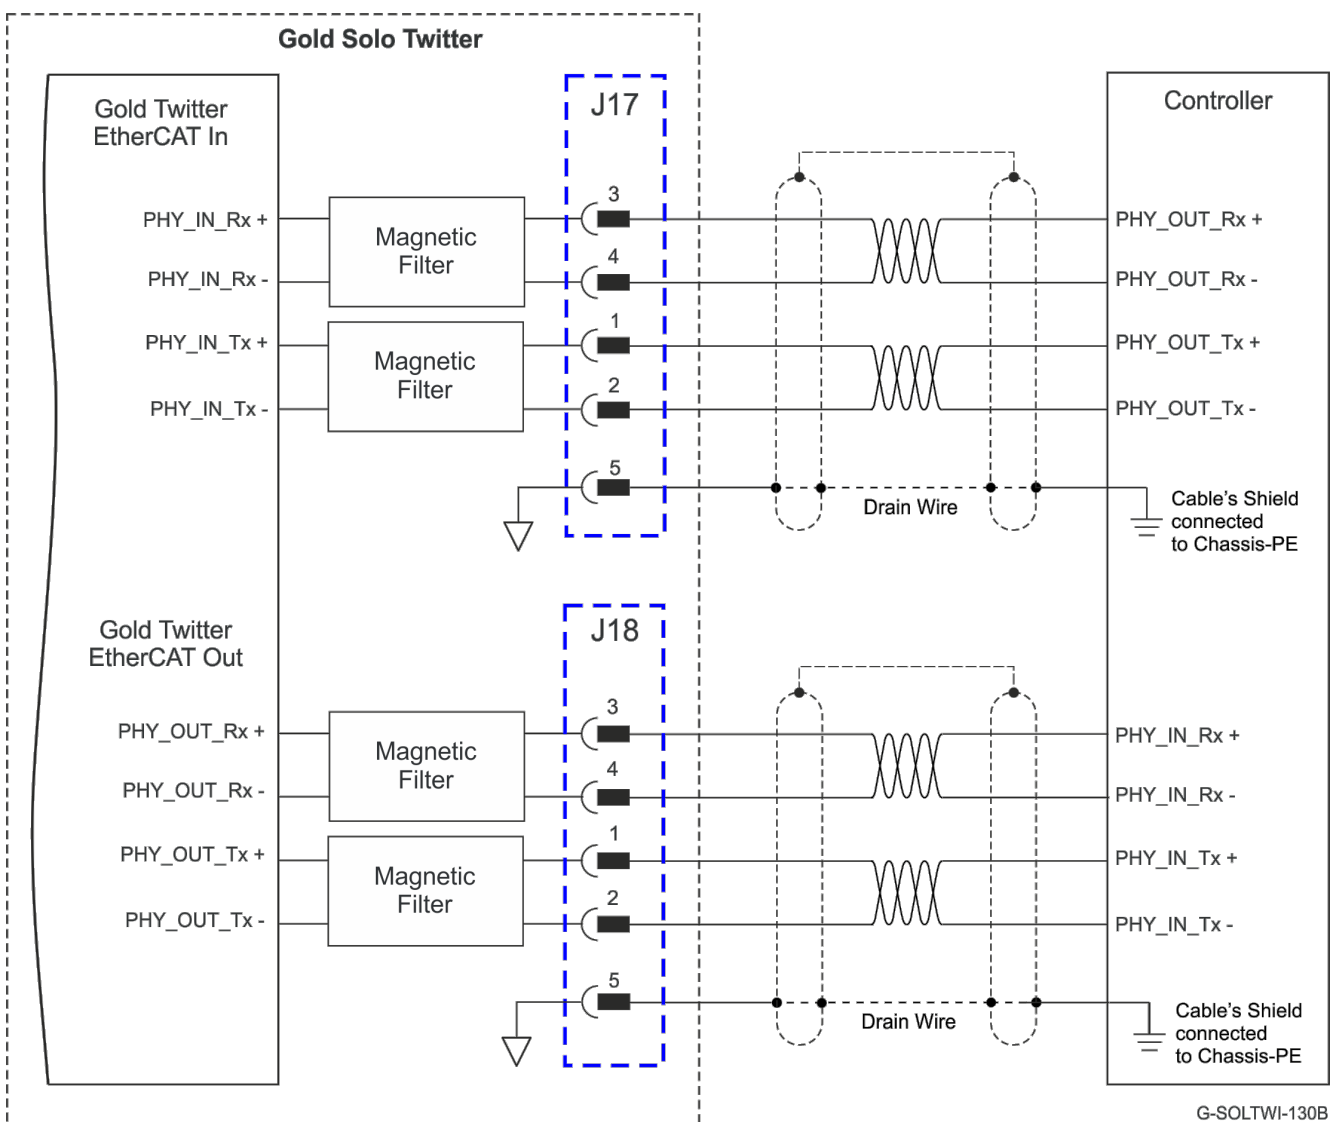 Gold Solo Twitter
Gold Twitter
EtherCAT In
J17
Controller
PHY_IN_Rx +
Magnetic
Filter
3
PHY_OUT_Rx +
PHY_IN_Rx -
4
PHY_OUT_Rx -
PHY_IN_Tx +
Magnetic
Filter
1
PHY_OUT_Tx +
PHY_IN_Tx -
2
PHY_OUT_Tx -
5
Drain Wire
Cable's Shield
connected
to Chassis-PE
Gold Twitter
EtherCAT Out
J18
PHY_OUT_Rx +
Magnetic
Filter
3
PHY_IN_Rx +
PHY_OUT_Rx -
4
PHY_IN_Rx -
PHY_OUT_Tx +
Magnetic
Filter
1
PHY_IN_Tx +
PHY_OUT_Tx -
2
PHY_IN_Tx -
5
Drain Wire
Cable's Shield
connected
to Chassis-PE
G-SOLTWI-130B